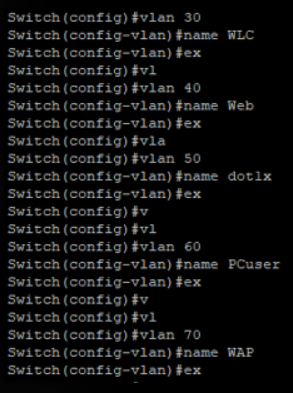 Switch(config)#vlan 30
Switch(config-vlan)#name WLC
Switch(config-vlan)#ex
Switch(config)#vl
Switch(config)#vlan 40
Switch(config-vlan)#name Web
Switch(config-vlan)#ex
Switch(config)#vla
Switch(config)#vlan 50
Switch(config-vlan)#name dot1x
Switch(config-vlan)#ex
Switch(config)#v
Switch(config)#vl
Switch(config)#vlan 60
Switch(config-vlan)#name PCuser
Switch(config-vlan)#ex
Switch(config)#v
Switch(config)#vl
Switch(config)#vlan 70
Switch(config-vlan)#name WAP
Switch(config-vlan)#ex